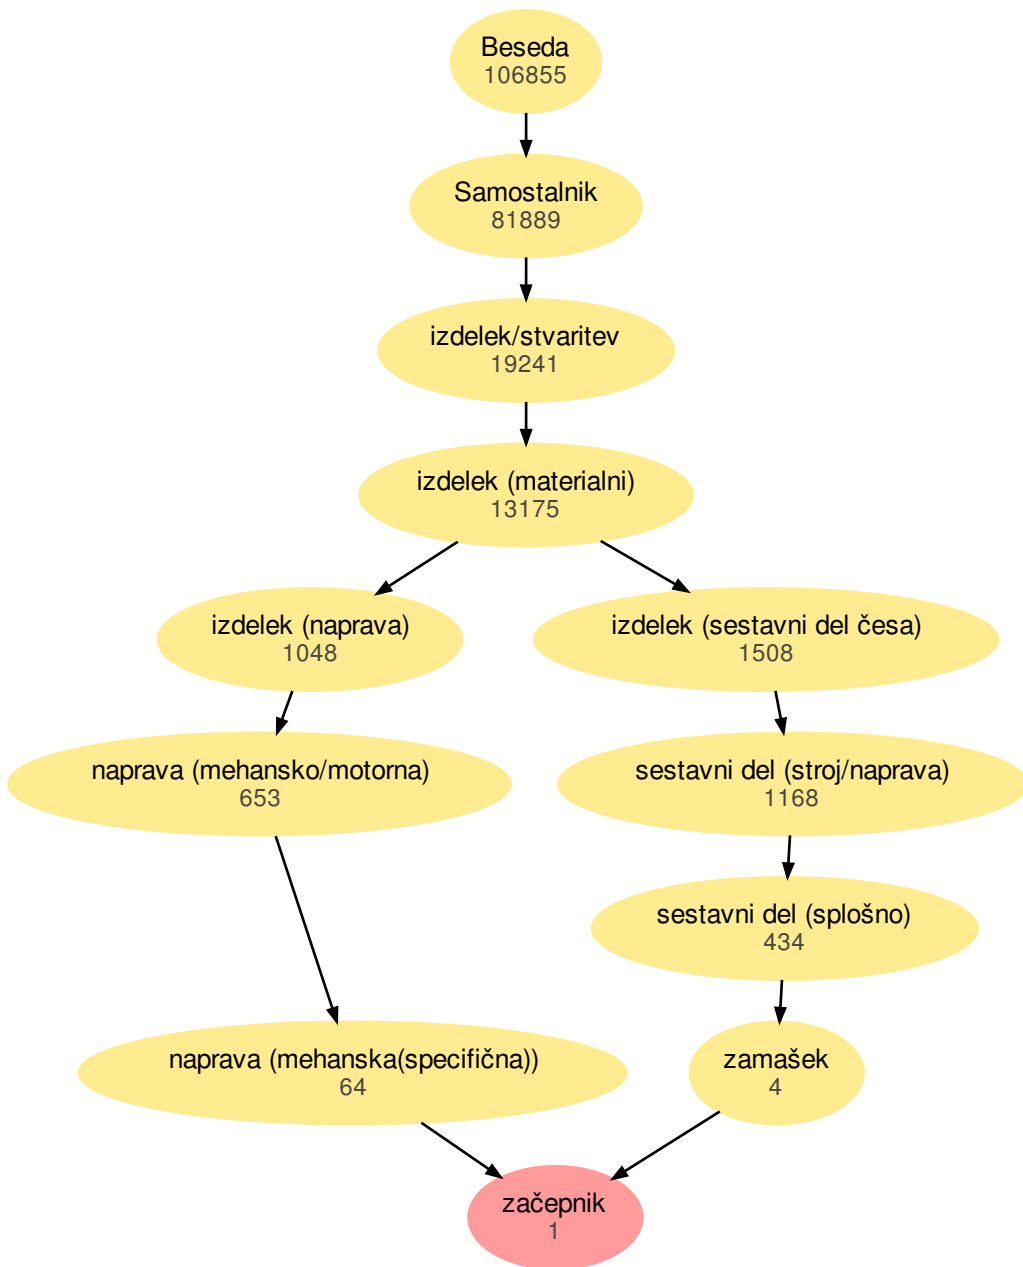 Beseda
106855
Samostalnik
81889
izdelek/stvaritev
19241
izdelek (materialni)
13175
izdelek (naprava)
1048
izdelek (sestavni del česa)
1508
naprava (mehansko/motorna)
653
sestavni del (stroj/naprava)
1168
sestavni del (splošno)
434
naprava (mehanska(specifična))
64
zamašek
4
začepnik
1